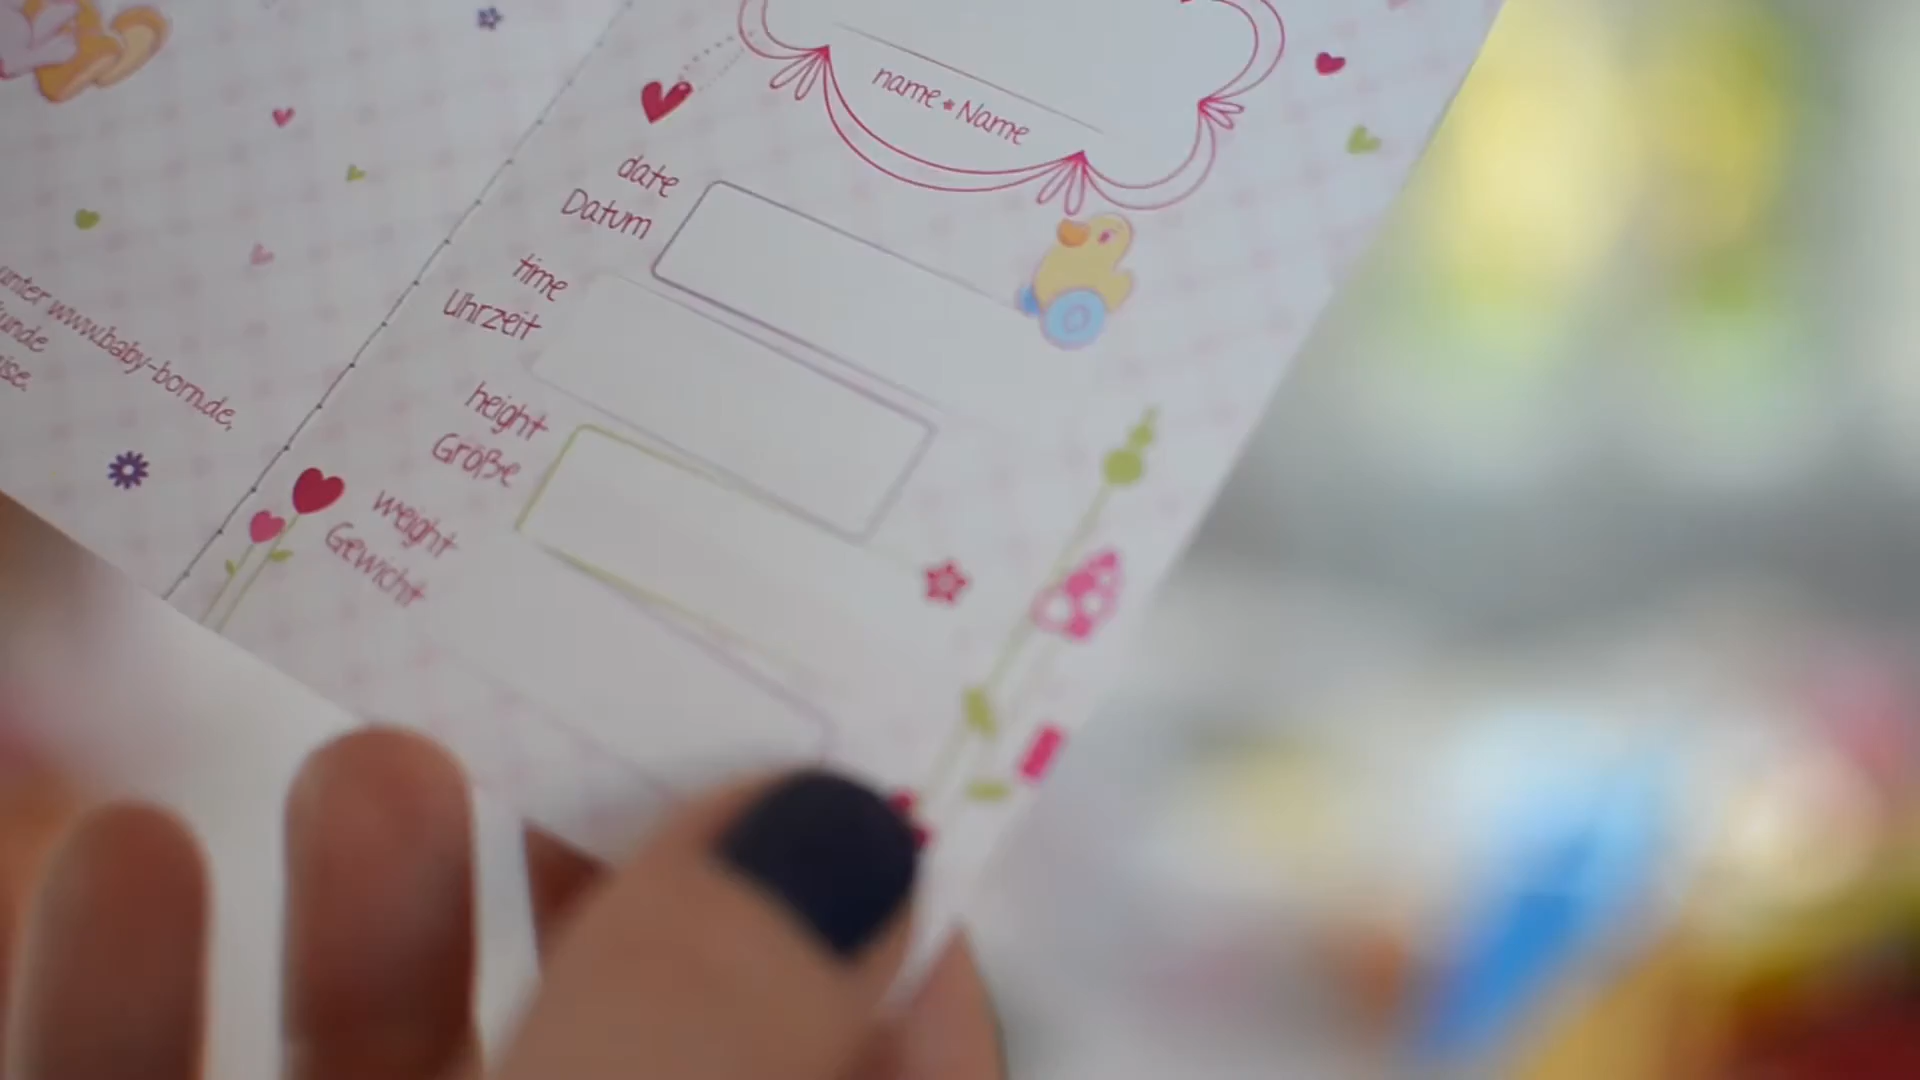 unter www.baby-born.de,
unde
ise.
name * Name
date
Datum
time
Uhrzeit
height
Größe
weight
Gewicht